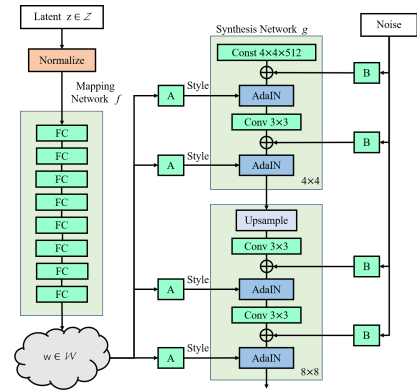 Latent z ∈ 𝒵
Normalize
Mapping
Network f
FC
FC
FC
FC
FC
FC
FC
FC
w ∈ 𝒲
A
Style
A
Style
A
Style
A
Style
Synthesis Network g
Const 4×4×512
AdaIN
Conv 3×3
AdaIN
4×4
Upsample
Conv 3×3
AdaIN
Conv 3×3
AdaIN
8×8
Noise
B
B
B
B